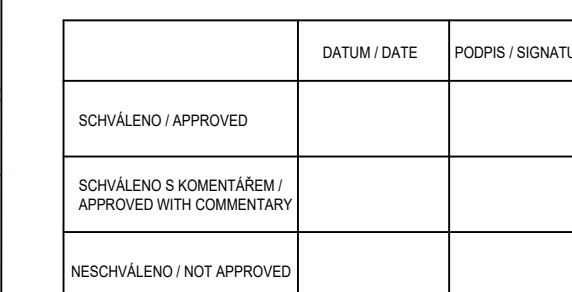 DATUM / DATE PODPIS / SIGNATU
SCHVÁLENO / APPROVED
SCHVÁLENO S KOMENTÁŘEM /
APPROVED WITH COMMENTARY
NESCHVÁLENO / NOT APPROVED